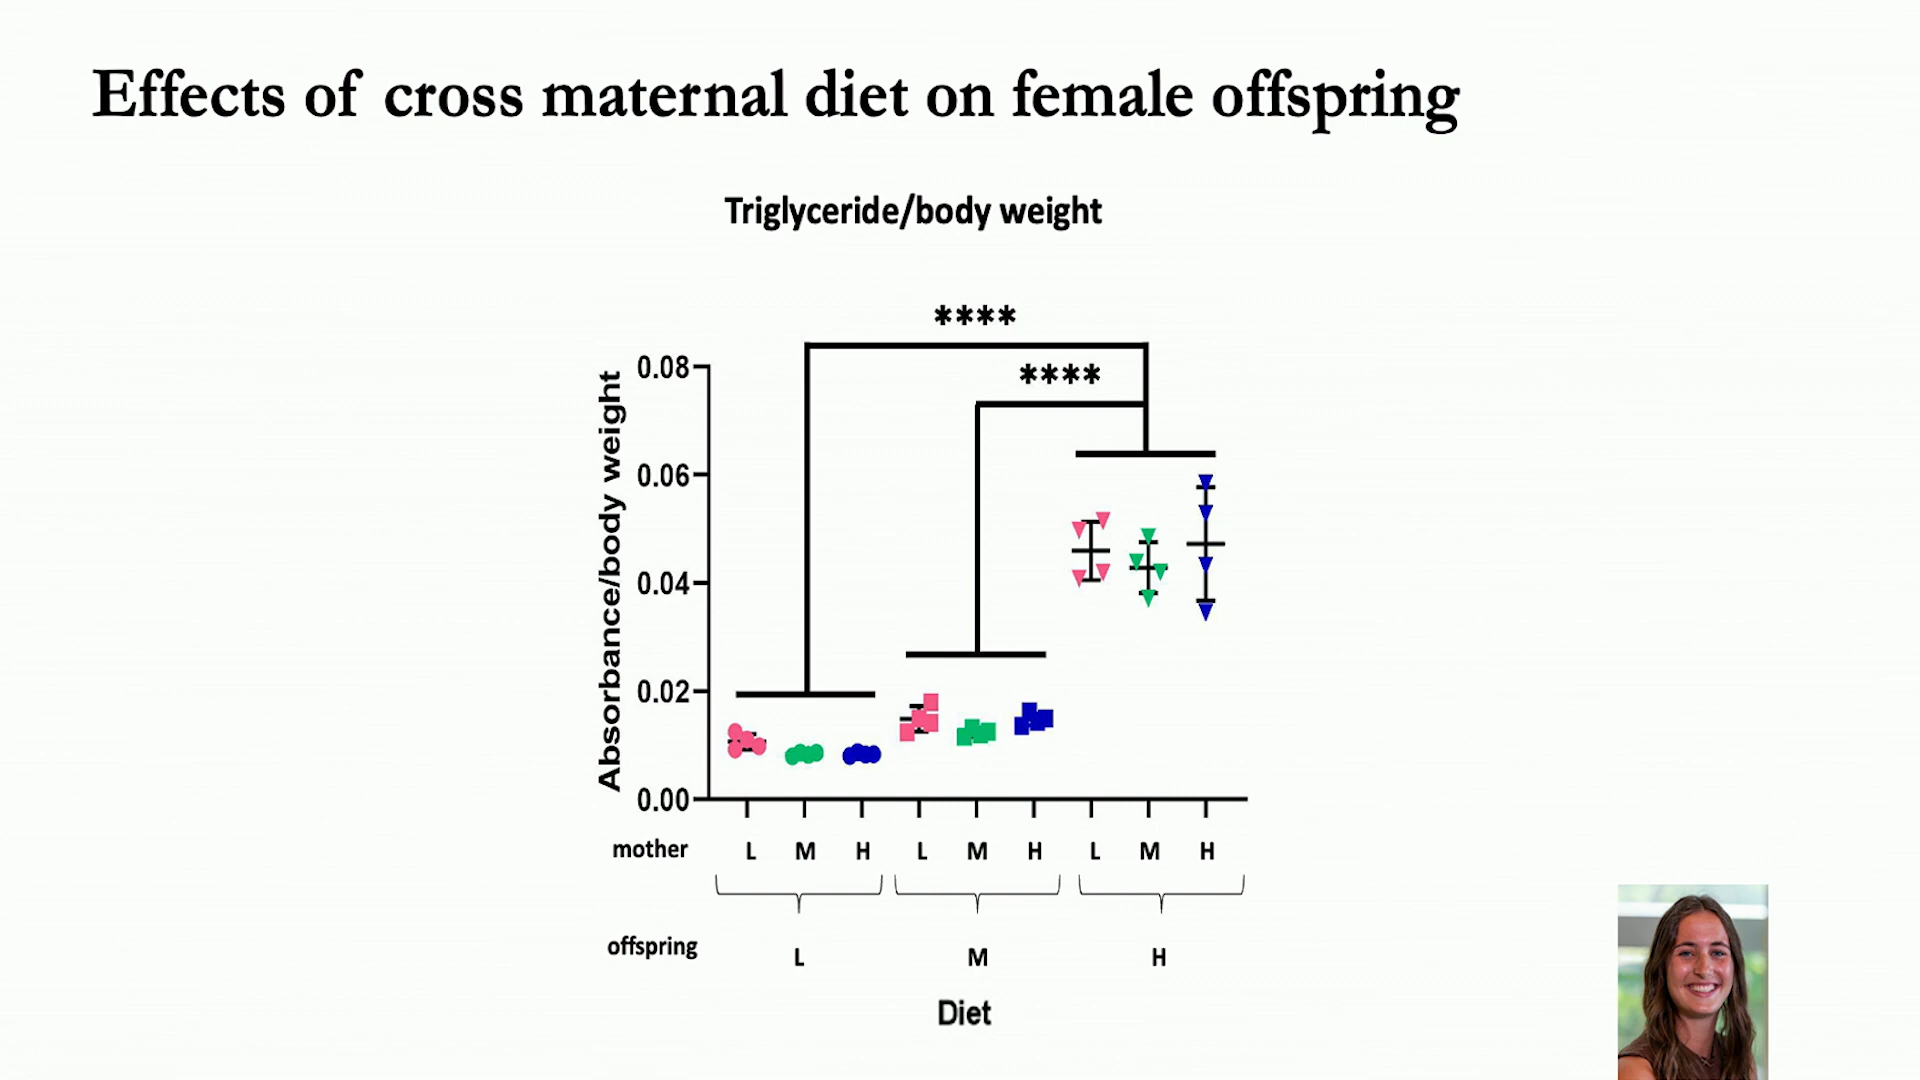 Effects of cross maternal diet on female offspring
Triglyceride/body weight
****
****
Absorbance/body weight
0.08
0.06
0.04
0.02
0.00
mother L M H L M H L M H
offspring L M H
Diet